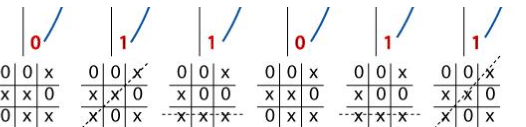 0 1 1 0 1 1
0 0 x 0 0 x 0 0 x 0 0 x 0 0 x 0 0 x
x x 0 x x 0 x 0 0 x x 0 x 0 0 x x 0
0 x x x 0 x x x x 0 x x x x x x 0 x